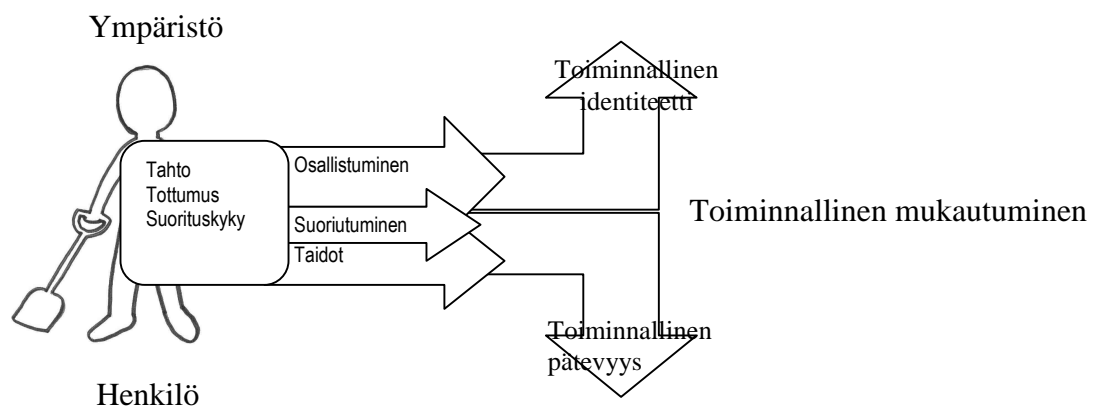 Ympäristö
Toiminnallinen
identiteetti
Tahto
Tottumus
Suorituskyky
Osallistuminen
Suoriutuminen
Taidot
Toiminnallinen mukautuminen
Toiminnallinen
pätevyys
Henkilö